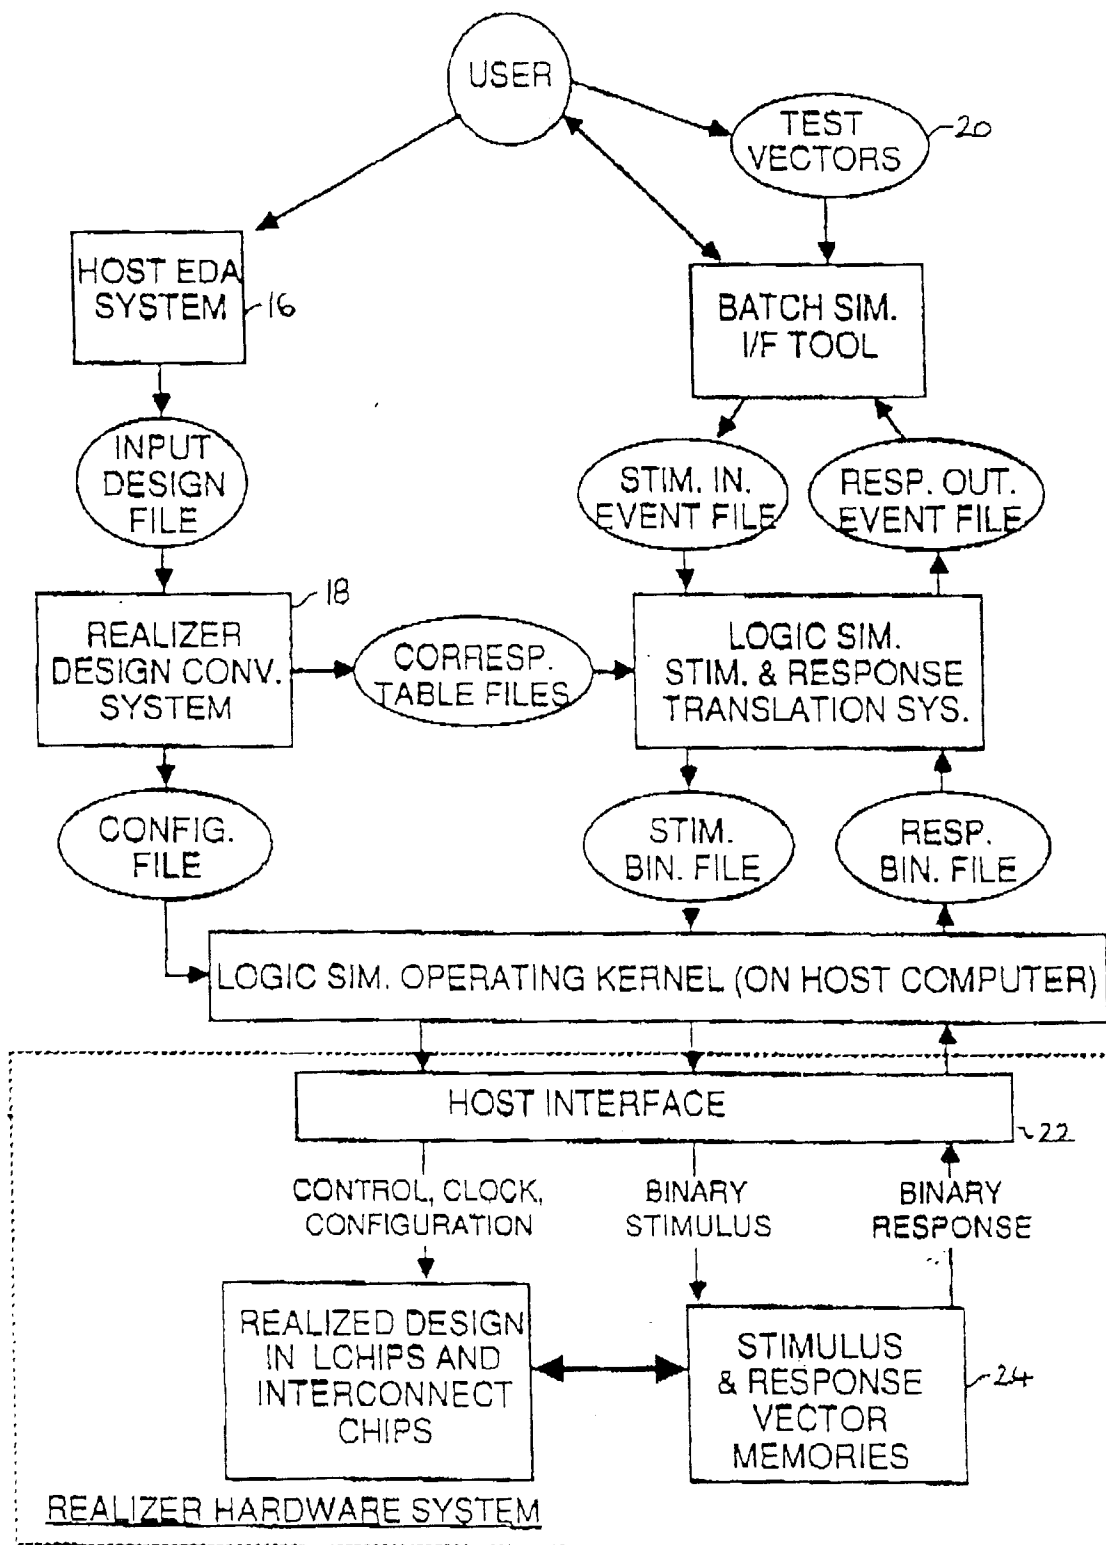 USER
TEST
VECTORS
20
HOST EDA
SYSTEM
16
BATCH SIM.
I/F TOOL
INPUT
DESIGN
FILE
STIM. IN.
EVENT FILE
RESP. OUT.
EVENT FILE
18
REALIZER
DESIGN CONV.
SYSTEM
CORRESP.
TABLE FILES
LOGIC SIM.
STIM. & RESPONSE
TRANSLATION SYS.
CONFIG.
FILE
STIM.
BIN. FILE
RESP.
BIN. FILE
LOGIC SIM. OPERATING KERNEL (ON HOST COMPUTER)
HOST INTERFACE
22
CONTROL, CLOCK,
CONFIGURATION
BINARY
STIMULUS
BINARY
RESPONSE
REALIZED DESIGN
IN LCHIPS AND
INTERCONNECT
CHIPS
STIMULUS
& RESPONSE
VECTOR
MEMORIES
24
REALIZER HARDWARE SYSTEM